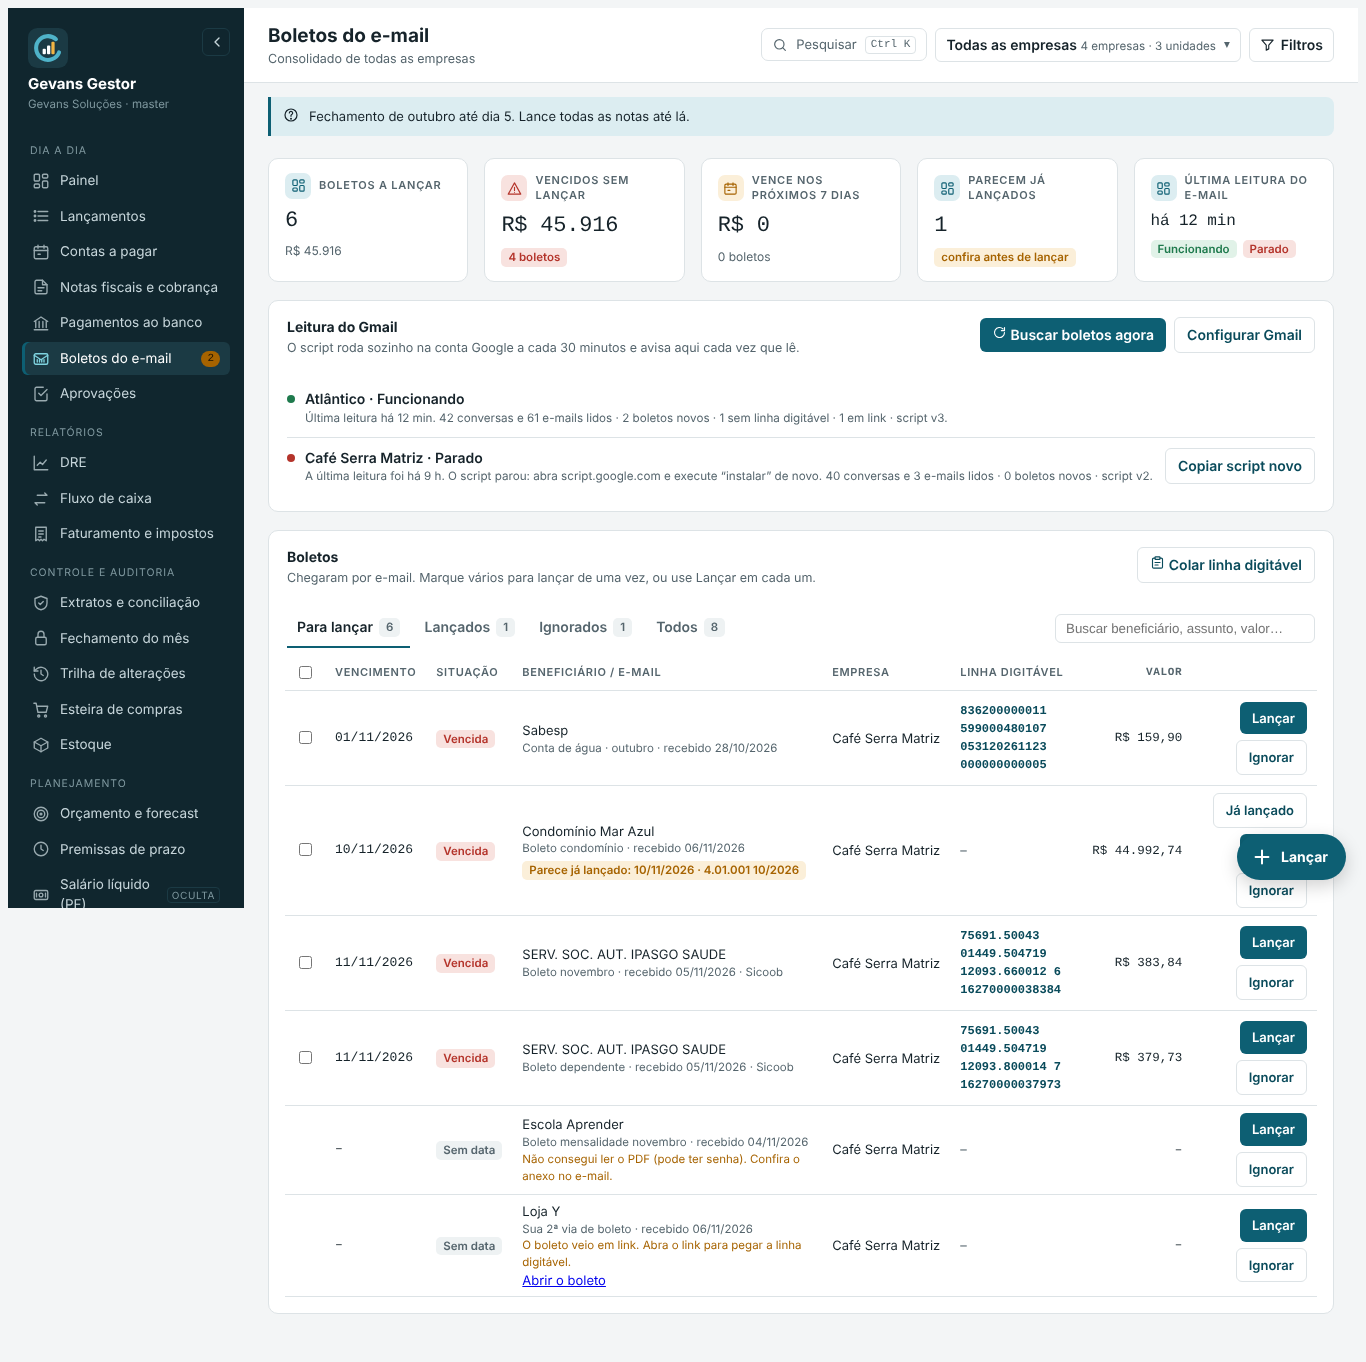 Gevans Gestor
Gevans Soluções · master
DIA A DIA
Painel
Lançamentos
Contas a pagar
Notas fiscais e cobrança
Pagamentos ao banco
Boletos do e-mail 2
Aprovações
RELATÓRIOS
DRE
Fluxo de caixa
Faturamento e impostos
CONTROLE E AUDITORIA
Extratos e conciliação
Fechamento do mês
Trilha de alterações
Esteira de compras
Estoque
PLANEJAMENTO
Orçamento e forecast
Premissas de prazo
Salário líquido
(PF) OCULTA
Boletos do e-mail
Consolidado de todas as empresas
Pesquisar Ctrl K
Todas as empresas 4 empresas · 3 unidades ▾
Filtros
Fechamento de outubro até dia 5. Lance todas as notas até lá.
BOLETOS A LANÇAR
6
R$ 45.916
VENCIDOS SEM
LANÇAR
R$ 45.916
4 boletos
VENCE NOS
PRÓXIMOS 7 DIAS
R$ 0
0 boletos
PARECEM JÁ
LANÇADOS
1
confira antes de lançar
ÚLTIMA LEITURA DO
E-MAIL
há 12 min
Funcionando Parado
Leitura do Gmail
O script roda sozinho na conta Google a cada 30 minutos e avisa aqui cada vez que lê.
Buscar boletos agora
Configurar Gmail
Atlântico · Funcionando
Última leitura há 12 min. 42 conversas e 61 e-mails lidos · 2 boletos novos · 1 sem linha digitável · 1 em link · script v3.
Café Serra Matriz · Parado
A última leitura foi há 9 h. O script parou: abra script.google.com e execute “instalar” de novo. 40 conversas e 3 e-mails lidos · 0 boletos novos · script v2.
Copiar script novo
Boletos
Chegaram por e-mail. Marque vários para lançar de uma vez, ou use Lançar em cada um.
Colar linha digitável
Para lançar 6 Lançados 1 Ignorados 1 Todos 8
Buscar beneficiário, assunto, valor…
VENCIMENTO SITUAÇÃO BENEFICIÁRIO / E-MAIL EMPRESA LINHA DIGITÁVEL VALOR
01/11/2026
Vencida
Sabesp
Conta de água · outubro · recebido 28/10/2026
Café Serra Matriz
836200000011
599000480107
053120261123
000000000005
R$ 159,90
Lançar
Ignorar
10/11/2026
Vencida
Condomínio Mar Azul
Boleto condomínio · recebido 06/11/2026
Parece já lançado: 10/11/2026 · 4.01.001 10/2026
Café Serra Matriz
–
R$ 44.992,74
Já lançado
Lançar
Ignorar
11/11/2026
Vencida
SERV. SOC. AUT. IPASGO SAUDE
Boleto novembro · recebido 05/11/2026 · Sicoob
Café Serra Matriz
75691.50043
01449.504719
12093.660012 6
16270000038384
R$ 383,84
Lançar
Ignorar
11/11/2026
Vencida
SERV. SOC. AUT. IPASGO SAUDE
Boleto dependente · recebido 05/11/2026 · Sicoob
Café Serra Matriz
75691.50043
01449.504719
12093.800014 7
16270000037973
R$ 379,73
Lançar
Ignorar
–
Sem data
Escola Aprender
Boleto mensalidade novembro · recebido 04/11/2026
Não consegui ler o PDF (pode ter senha). Confira o
anexo no e-mail.
Café Serra Matriz
–
–
Lançar
Ignorar
–
Sem data
Loja Y
Sua 2ª via de boleto · recebido 06/11/2026
O boleto veio em link. Abra o link para pegar a linha
digitável.
Abrir o boleto
Café Serra Matriz
–
–
Lançar
Ignorar